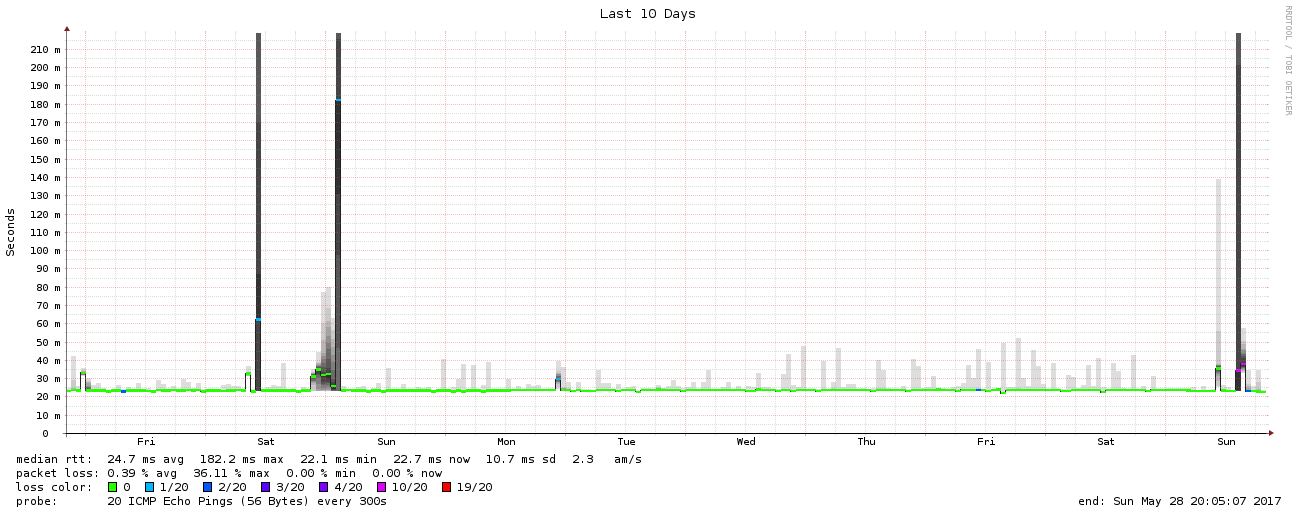 Last 10 Days
RRDTOOL / TOBI OETIKER
Seconds
210 m
200 m
190 m
180 m
170 m
160 m
150 m
140 m
130 m
120 m
110 m
100 m
90 m
80 m
70 m
60 m
50 m
40 m
30 m
20 m
10 m
0
Fri Sat Sun Mon Tue Wed Thu Fri Sat Sun
median rtt: 24.7 ms avg 182.2 ms max 22.1 ms min 22.7 ms now 10.7 ms sd 2.3 am/s
packet loss: 0.39 % avg 36.11 % max 0.00 % min 0.00 % now
loss color: 0 1/20 2/20 3/20 4/20 10/20 19/20
probe: 20 ICMP Echo Pings (56 Bytes) every 300s
end: Sun May 28 20:05:07 2017